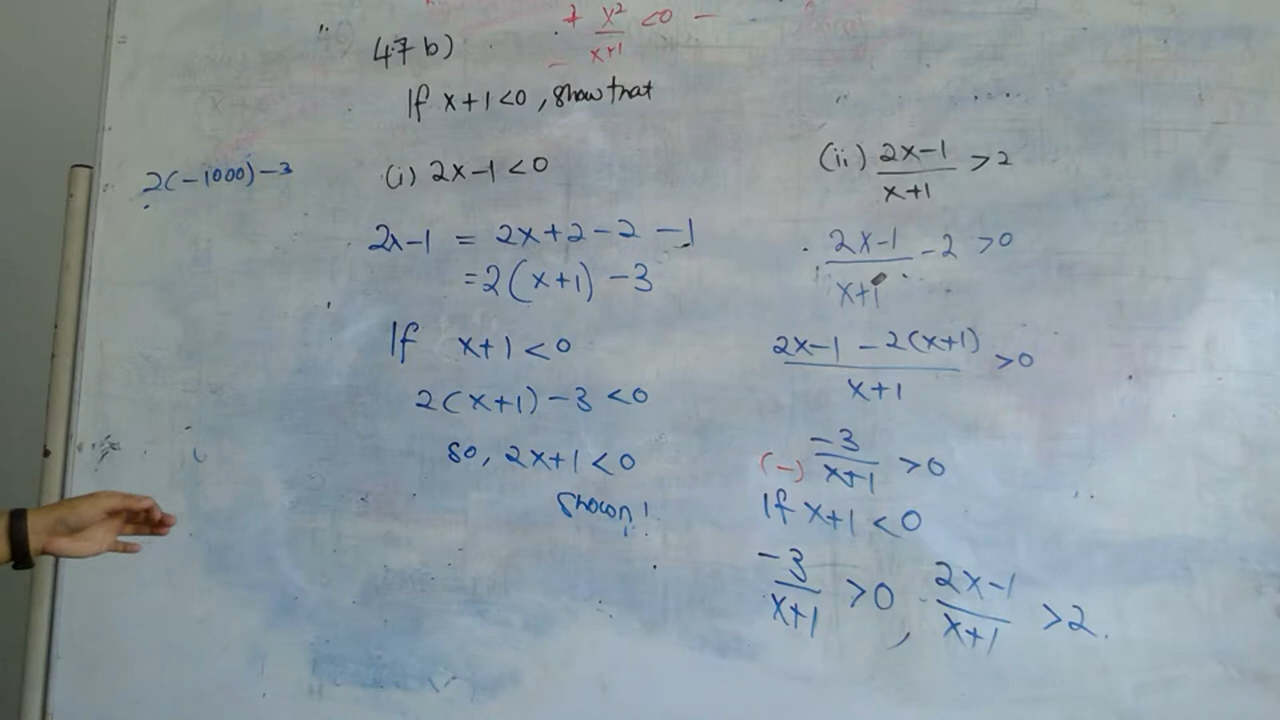 + x²/x+1 <0 –
–
(47 b)
If x+1<0, show that
2(-1000)-3
(i) 2x-1<0
2x-1 = 2x+2-2-1
=2(x+1)-3
If x+1<0
2(x+1)-3<0
so, 2x+1<0
Shown!
(ii) 2x-1/x+1 >2
2x-1/x+1 -2 >0
2x-1-2(x+1)/x+1 >0
(-) -3/x+1 >0
If x+1<0
-3/x+1 >0, 2x-1/x+1 >2.